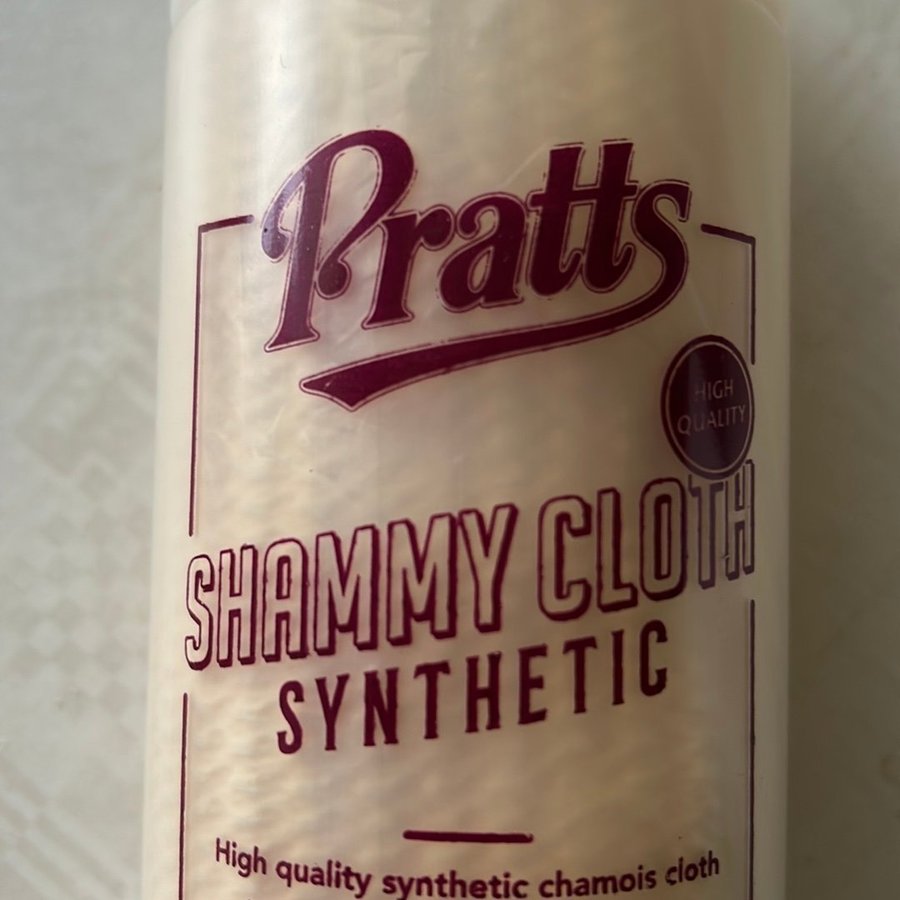 Pratts
HIGH
QUALITY
SHAMMY CLOTH
SYNTHETIC
High quality synthetic chamois cloth